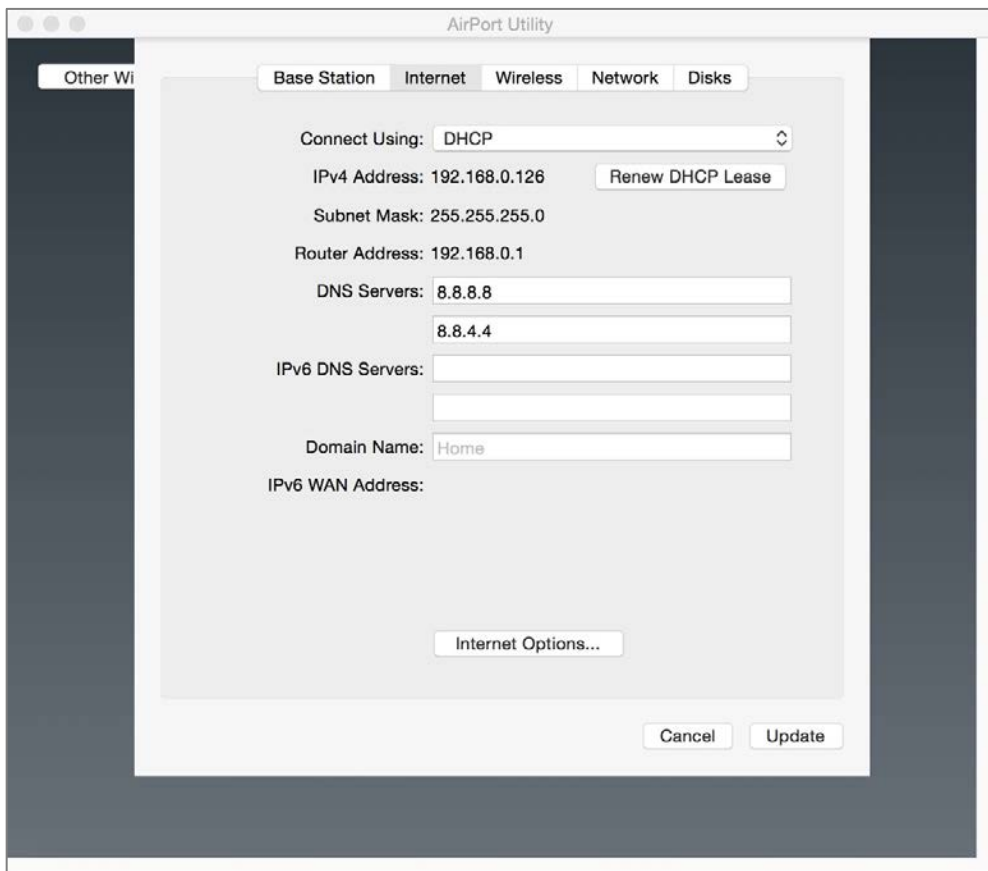 AirPort Utility
Other Wi
Base Station Internet Wireless Network Disks
Connect Using: DHCP
IPv4 Address: 192.168.0.126 Renew DHCP Lease
Subnet Mask: 255.255.255.0
Router Address: 192.168.0.1
DNS Servers: 8.8.8.8
8.8.4.4
IPv6 DNS Servers:
Domain Name: Home
IPv6 WAN Address:
Internet Options...
Cancel Update